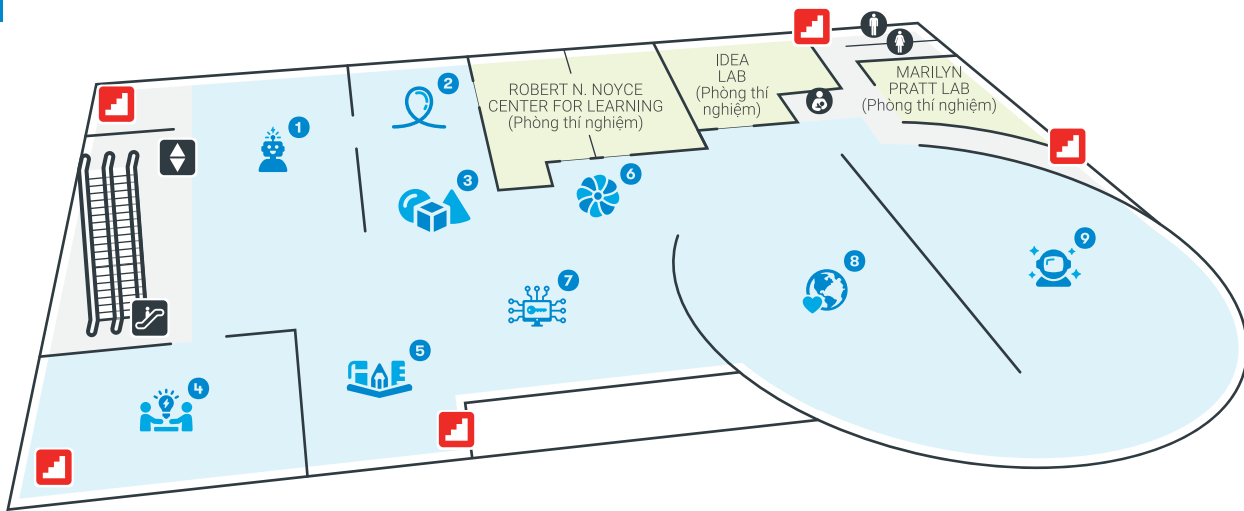 1
2
ROBERT N. NOYCE
CENTER FOR LEARNING
(Phòng thí nghiệm)
IDEA
LAB
(Phòng thí
nghiệm)
MARILYN
PRATT LAB
(Phòng thí nghiệm)
3
6
7
8
9
4
5